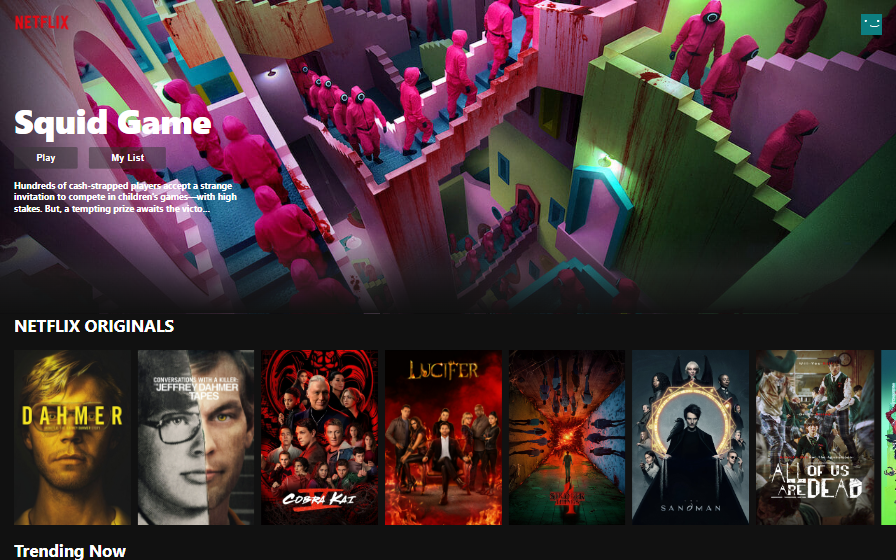 NETFLIX
Squid Game
Play
My List
Hundreds of cash-strapped players accept a strange
invitation to compete in children's games—with high
stakes. But, a tempting prize awaits the victo...
NETFLIX ORIGINALS
DAHMER
CONVERSATIONS WITH A KILLER:
THE
JEFFREY DAHMER
TAPES
COBRA KAI
LUCIFER
4
SANDMAN
ALL OF US
ARE DEAD
Trending Now